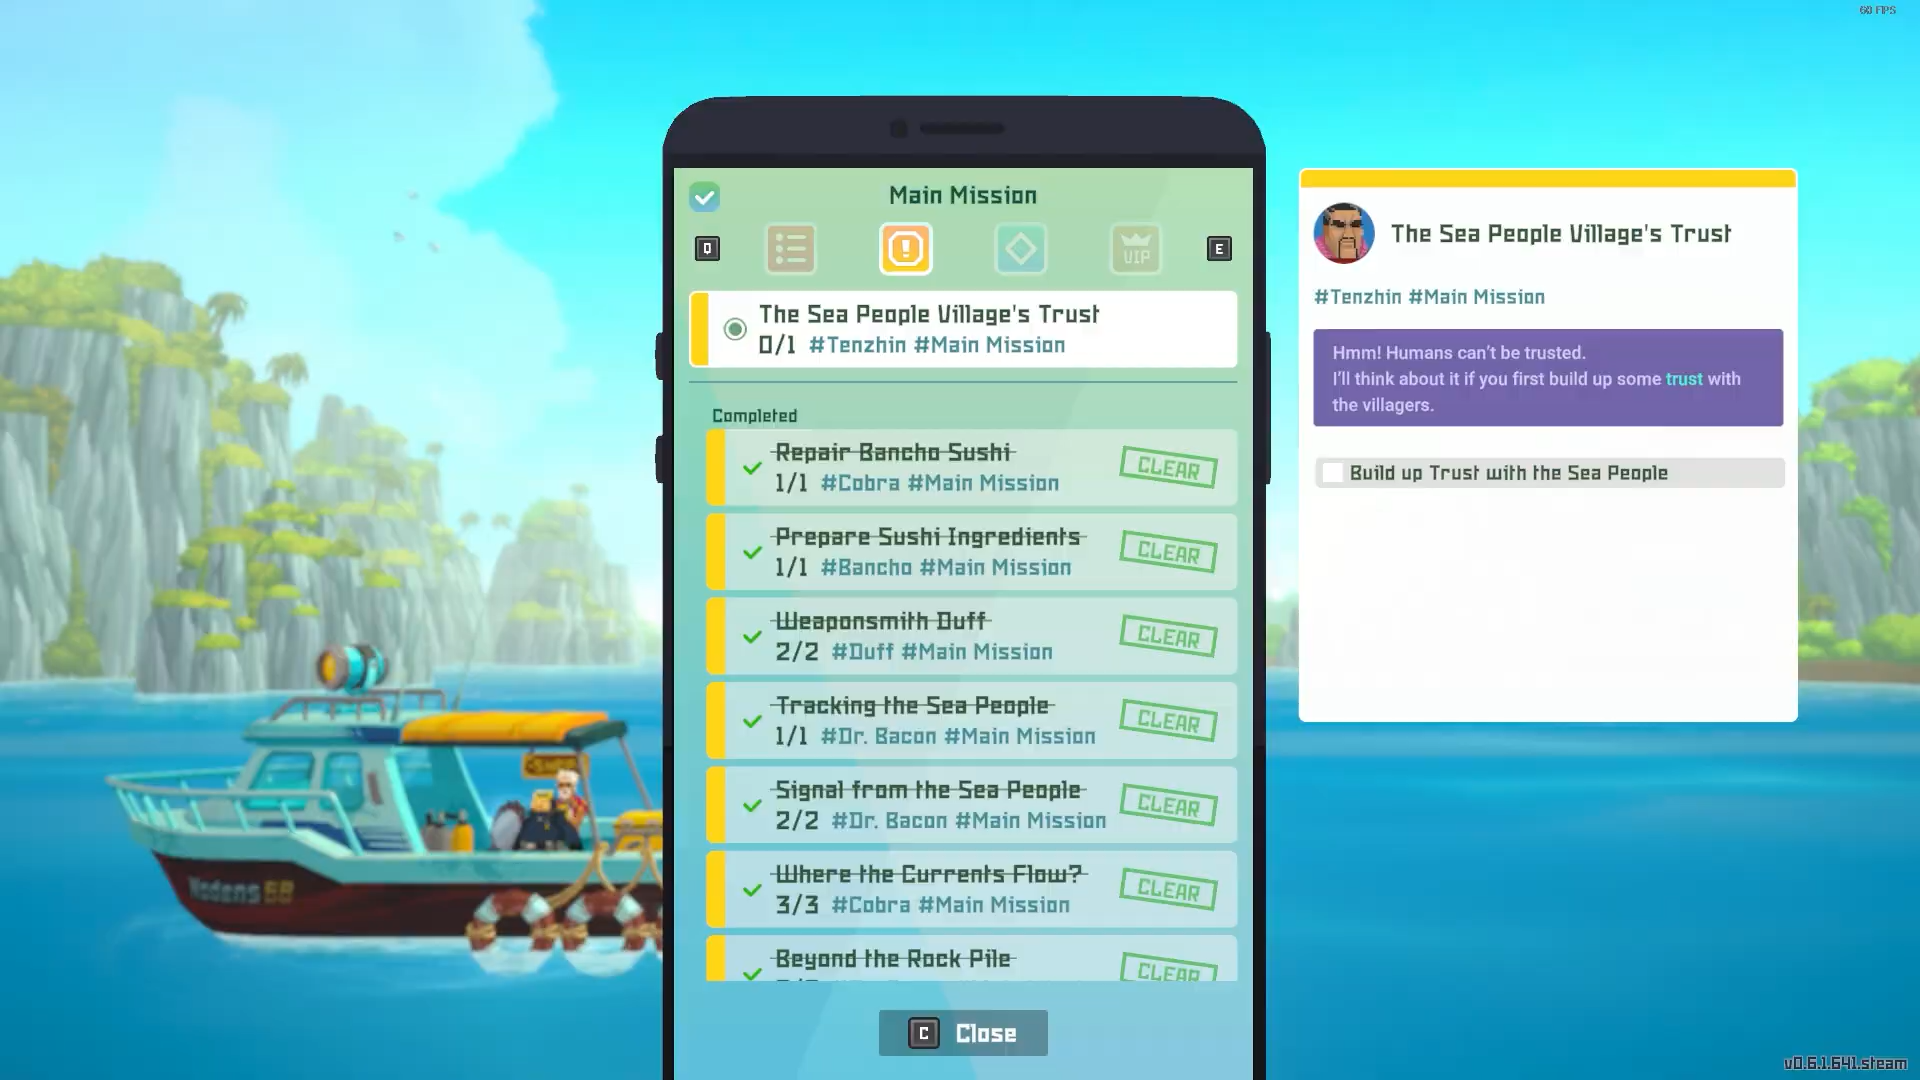 60 FPS
Main Mission
Q
VIP
E
The Sea People Village's Trust
0/1 #Tenzhin #Main Mission
Completed
Repair Bancho Sushi
1/1 #Cobra #Main Mission
CLEAR
Prepare Sushi Ingredients
1/1 #Bancho #Main Mission
CLEAR
Weaponsmith Duff
2/2 #Duff #Main Mission
CLEAR
Tracking the Sea People
1/1 #Dr. Bacon #Main Mission
CLEAR
Signal from the Sea People
2/2 #Dr. Bacon #Main Mission
CLEAR
Where the Currents Flow?
3/3 #Cobra #Main Mission
CLEAR
Beyond the Rock Pile
CLEAR
C Close
The Sea People Village's Trust
#Tenzhin #Main Mission
Hmm! Humans can't be trusted.
I'll think about it if you first build up some trust with
the villagers.
Build up Trust with the Sea People
v0.6.1.641.steam